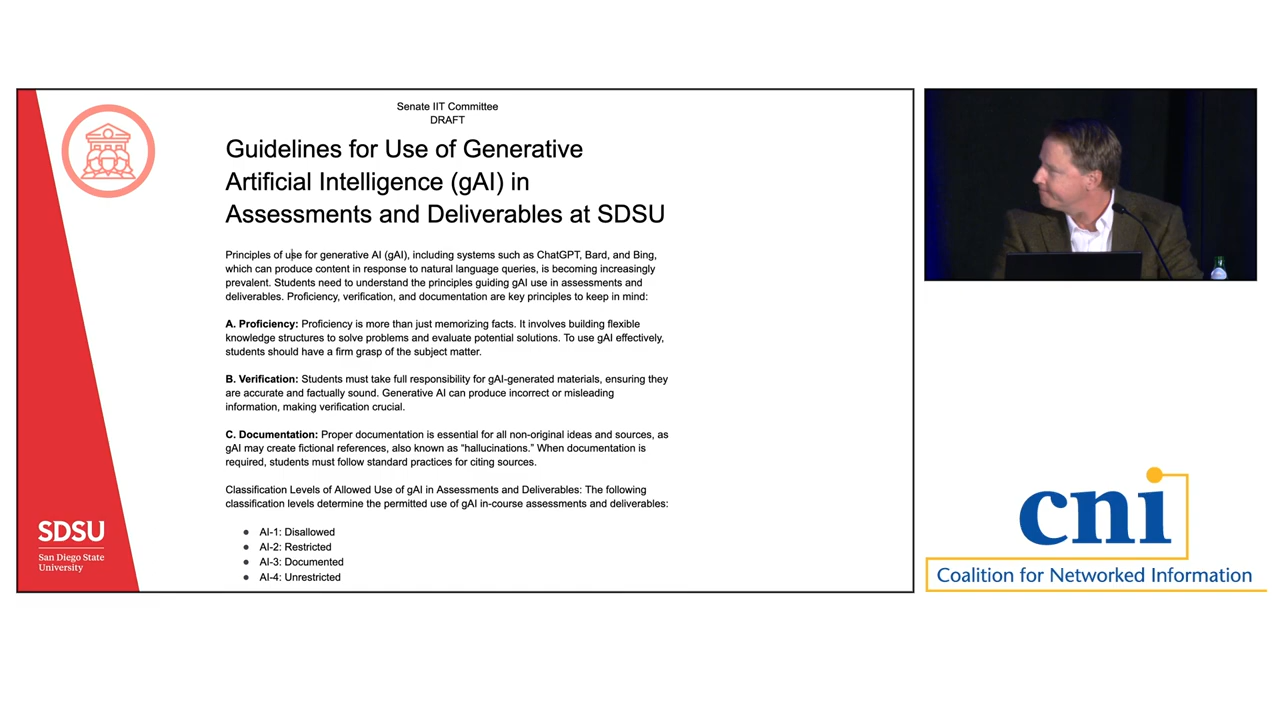 Senate IIT Committee
DRAFT
Guidelines for Use of Generative
Artificial Intelligence (gAI) in
Assessments and Deliverables at SDSU
Principles of use for generative AI (gAI), including systems such as ChatGPT, Bard, and Bing,
which can produce content in response to natural language queries, is becoming increasingly
prevalent. Students need to understand the principles guiding gAI use in assessments and
deliverables. Proficiency, verification, and documentation are key principles to keep in mind:
A. Proficiency: Proficiency is more than just memorizing facts. It involves building flexible
knowledge structures to solve problems and evaluate potential solutions. To use gAI effectively,
students should have a firm grasp of the subject matter.
B. Verification: Students must take full responsibility for gAI-generated materials, ensuring they
are accurate and factually sound. Generative AI can produce incorrect or misleading
information, making verification crucial.
C. Documentation: Proper documentation is essential for all non-original ideas and sources, as
gAI may create fictional references, also known as “hallucinations.” When documentation is
required, students must follow standard practices for citing sources.
Classification Levels of Allowed Use of gAI in Assessments and Deliverables: The following
classification levels determine the permitted use of gAI in-course assessments and deliverables:
● AI-1: Disallowed
● AI-2: Restricted
● AI-3: Documented
● AI-4: Unrestricted
SDSU
San Diego State
University
cni
Coalition for Networked Information